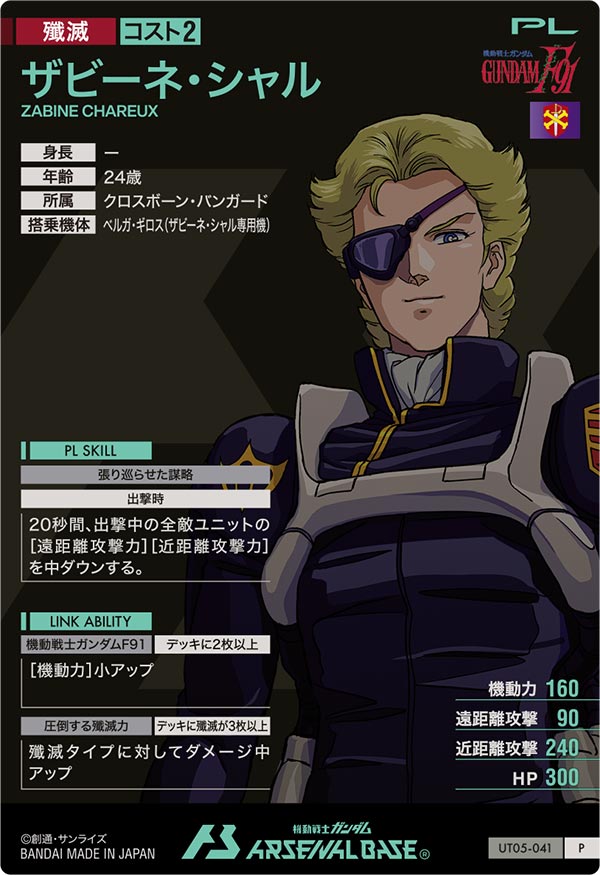 殲滅 コスト2
PL
ザビーネ・シャル
ZABINE CHAREUX
機動戦士ガンダム
GUNDAM F91
身長 ー
年齢 24歳
所属 クロスボーン・バンガード
搭乗機体 ベルガ・ギロス(ザビーネ・シャル専用機)
PL SKILL
張り巡らせた謀略
出撃時
20秒間、出撃中の全敵ユニットの
[遠距離攻撃力][近距離攻撃力]
を中ダウンする。
LINK ABILITY
機動戦士ガンダムF91 デッキに2枚以上
[機動力]小アップ
圧倒する殲滅力 デッキに殲滅が3枚以上
殲滅タイプに対してダメージ中
アップ
機動力 160
遠距離攻撃 90
近距離攻撃 240
HP 300
©創通・サンライズ
BANDAI MADE IN JAPAN
機動戦士ガンダム
AB ARSENAL BASE®
UT05-041 P